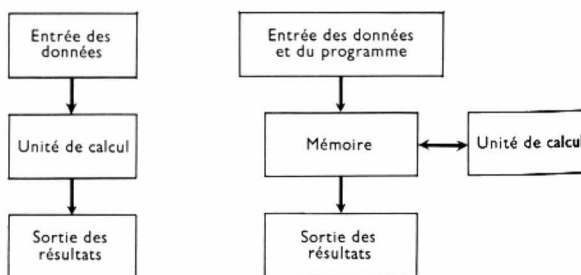 Entrée des
données
Unité de calcul
Sortie des
résultats
Entrée des données
et du programme
Mémoire
Unité de calcul
Sortie des
résultats